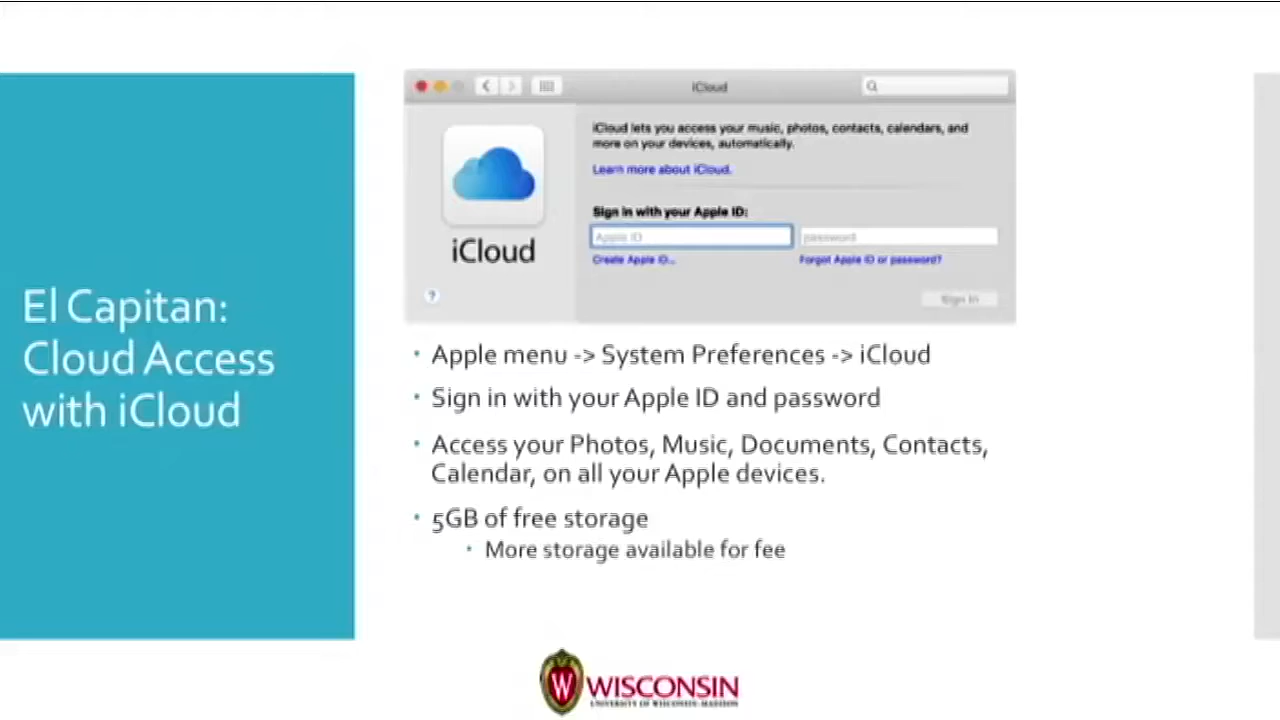 El Capitan:
Cloud Access
with iCloud
iCloud
iCloud lets you access your music, photos, contacts, calendars, and
more on your devices, automatically.
Learn more about iCloud.
Sign in with your Apple ID:
Apple ID
password
Create Apple ID...
Forgot Apple ID or password?
iCloud
?
Sign In
• Apple menu -> System Preferences -> iCloud
• Sign in with your Apple ID and password
• Access your Photos, Music, Documents, Contacts,
Calendar, on all your Apple devices.
• 5GB of free storage
• More storage available for fee
W
WISCONSIN
UNIVERSITY OF WISCONSIN-MADISON